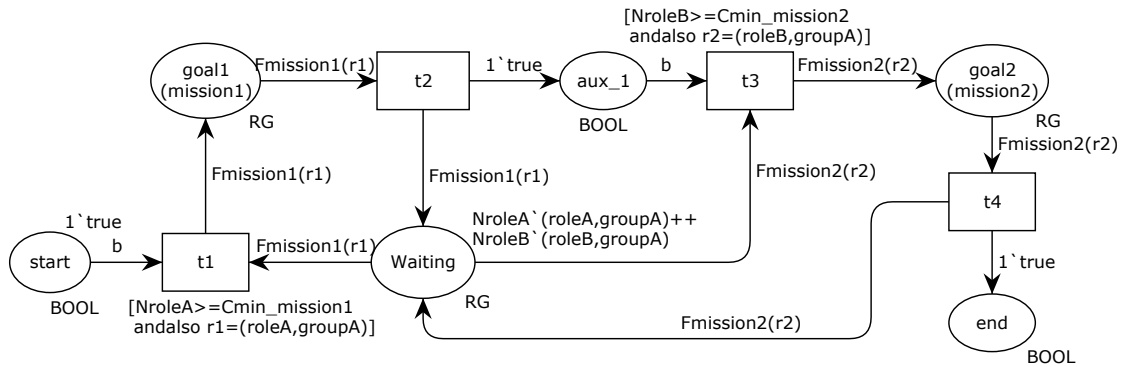 [NroleB>=Cmin_mission2
andalso r2=(roleB,groupA)]
goal1
(mission1)
RG
Fmission1(r1)
t2
1`true
aux_1
BOOL
b
t3
Fmission2(r2)
goal2
(mission2)
RG
Fmission1(r1)
Fmission1(r1)
Fmission2(r2)
Fmission2(r2)
t4
1`true
start
BOOL
b
t1
[NroleA>=Cmin_mission1
andalso r1=(roleA,groupA)]
Fmission1(r1)
Waiting
RG
NroleA`(roleA,groupA)++
NroleB`(roleB,groupA)
1`true
Fmission2(r2)
end
BOOL